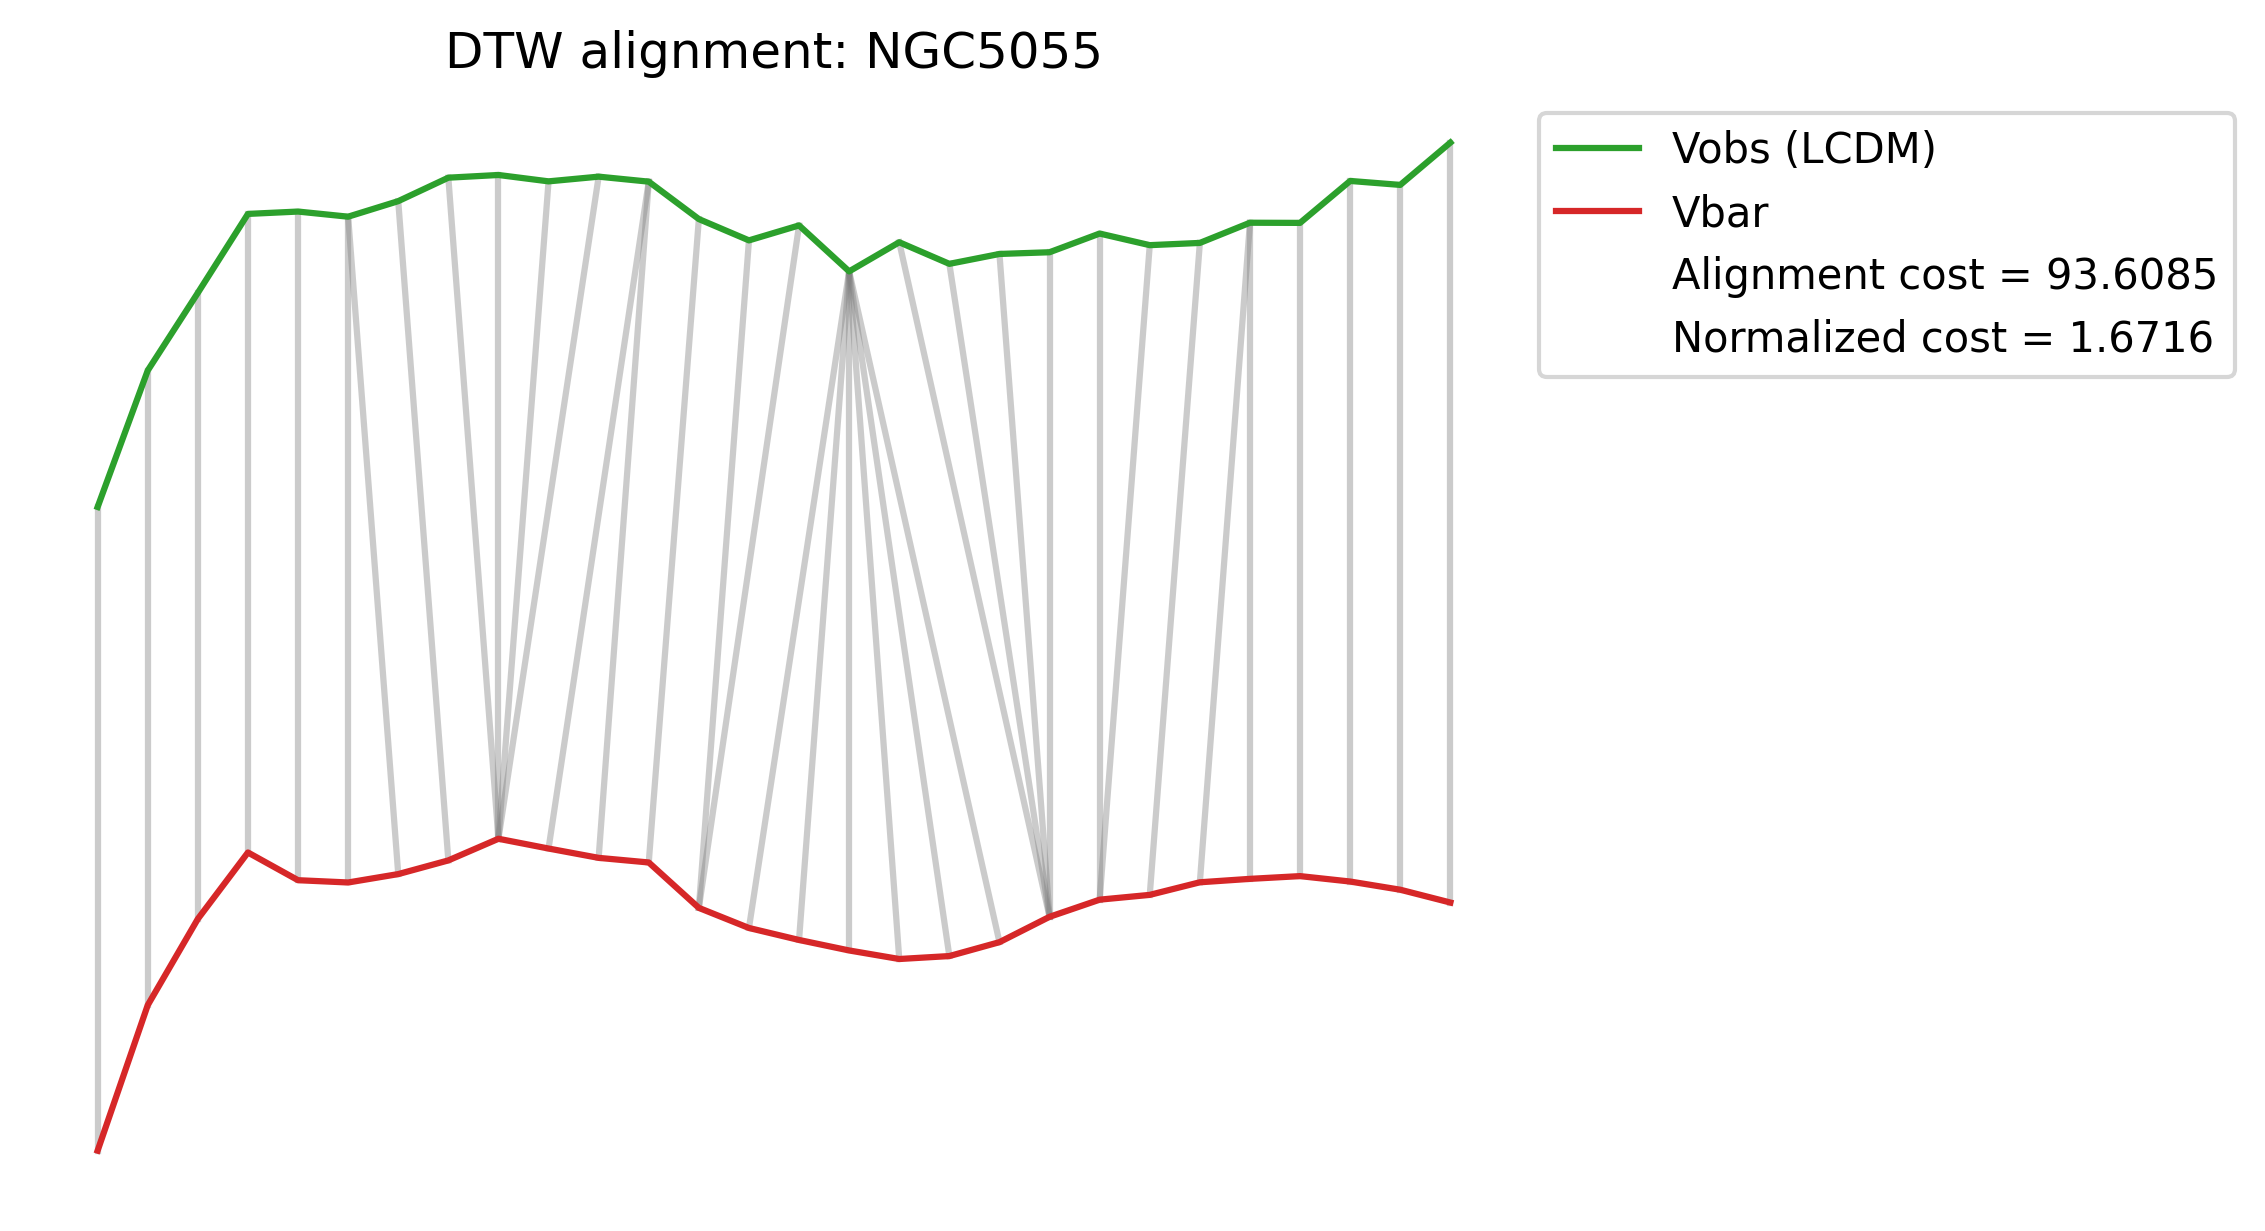 DTW alignment: NGC5055
Vobs (LCDM)
Vbar
Alignment cost = 93.6085
Normalized cost = 1.6716